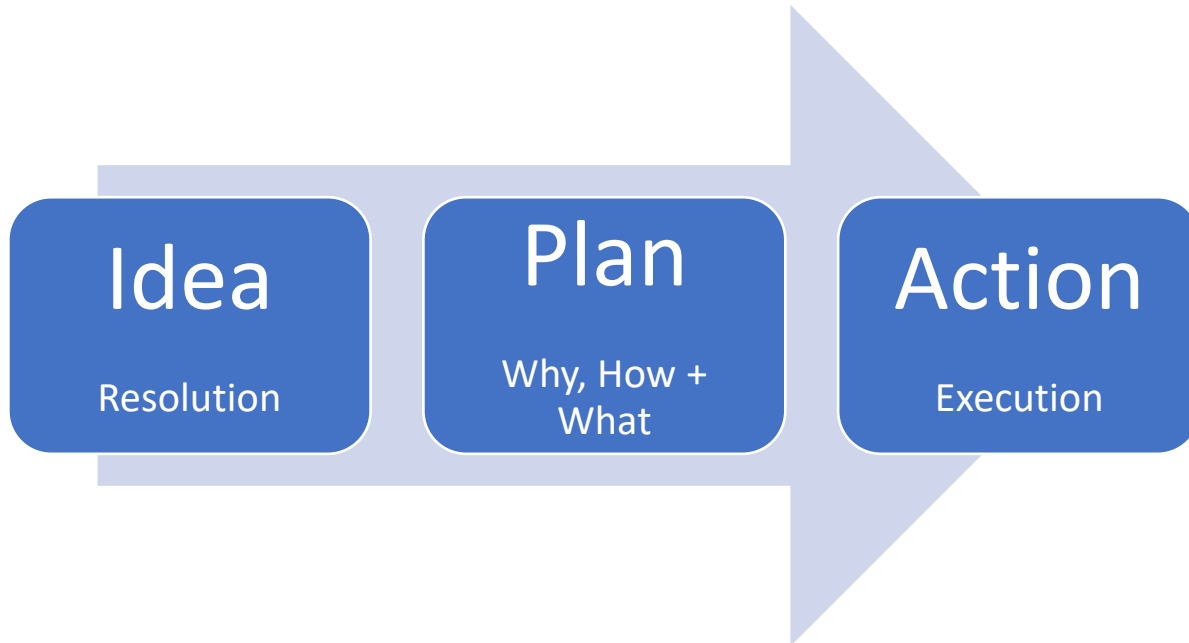 Idea
Resolution
Plan
Why, How +
What
Action
Execution